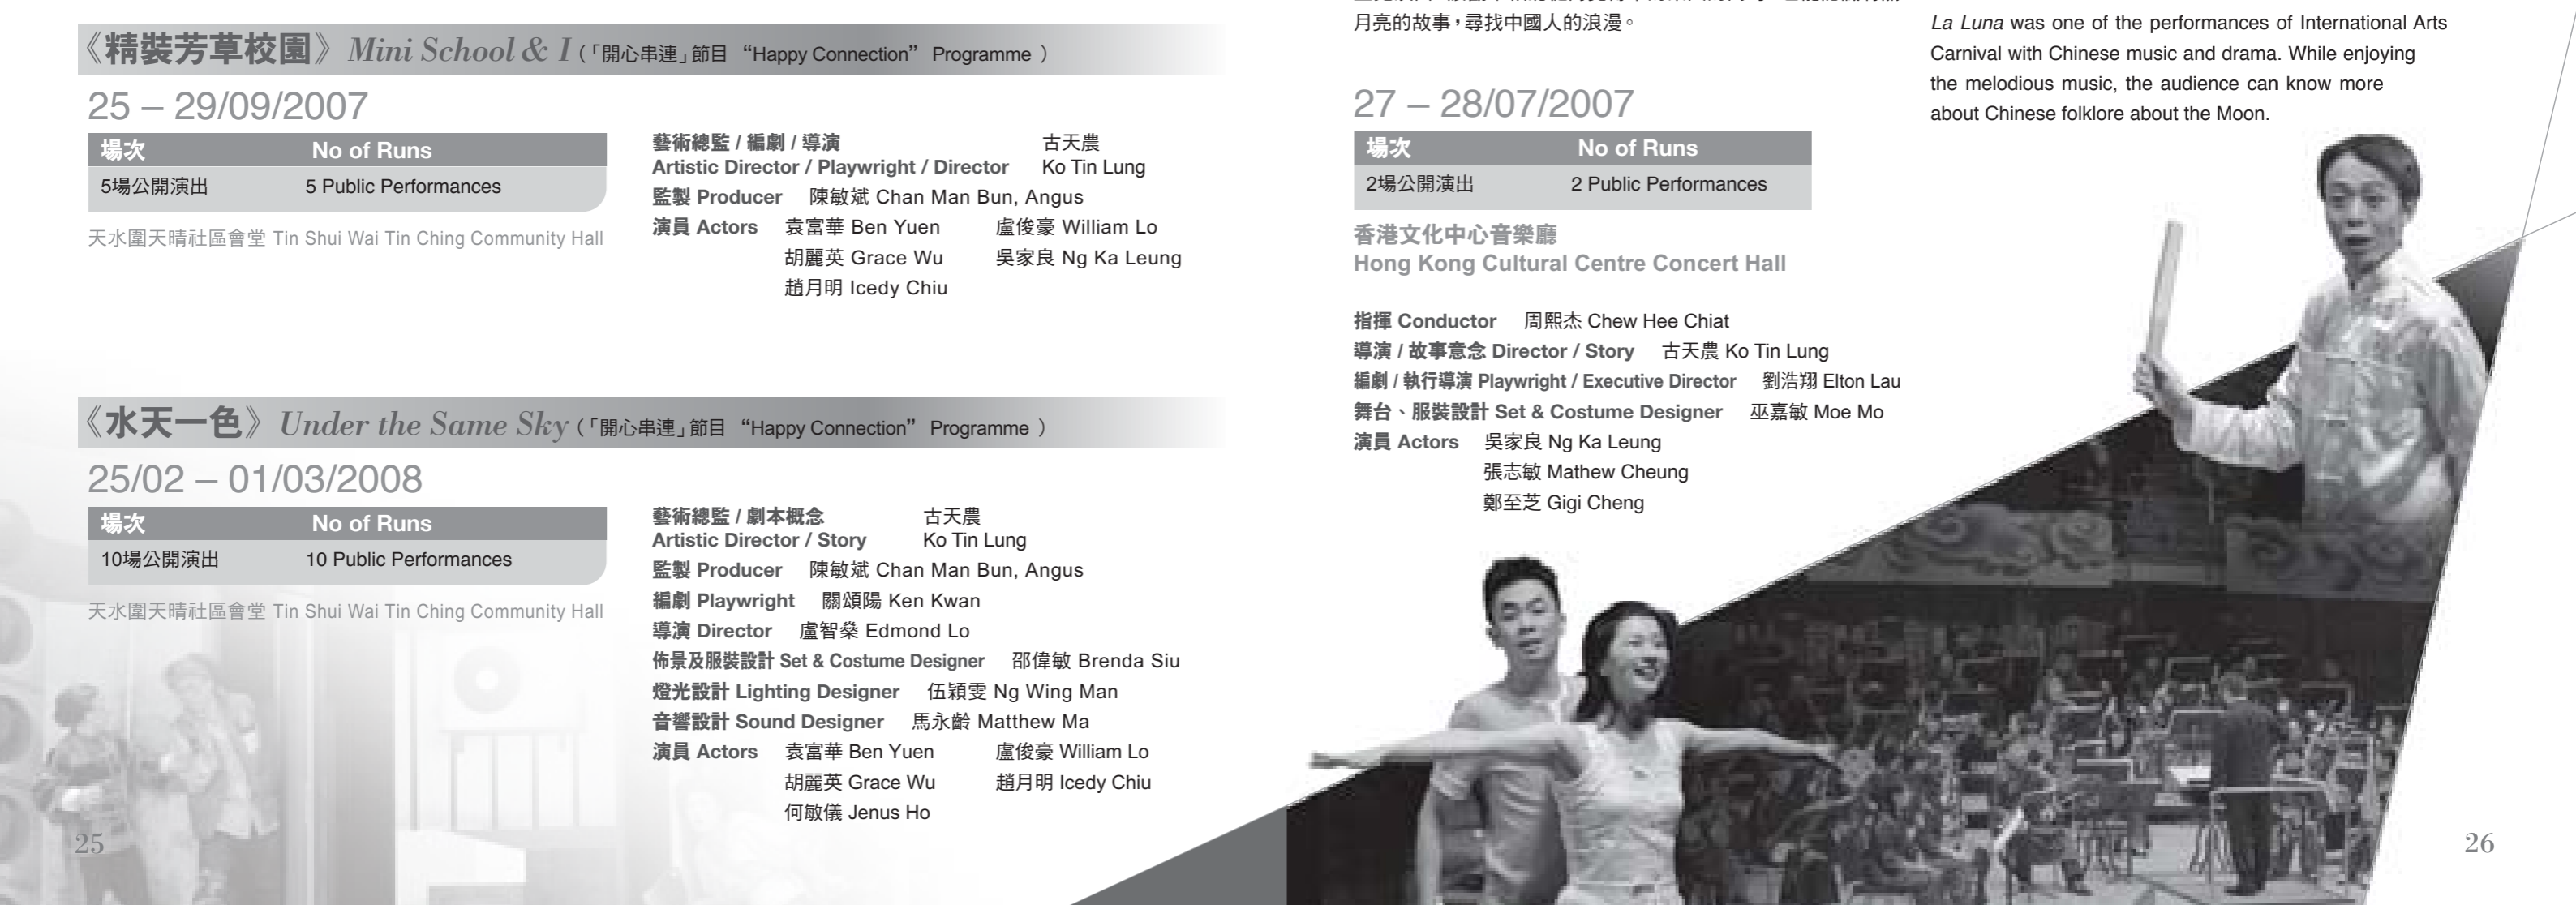 《精裝芳草校園》Mini School & I (「開心串連」節目 “Happy Connection” Programme )
25 – 29/09/2007
場次 No of Runs
5場公開演出 5 Public Performances
天水圍天晴社區會堂 Tin Shui Wai Tin Ching Community Hall
藝術總監 / 編劇 / 導演 古天農
Artistic Director / Playwright / Director Ko Tin Lung
監製 Producer 陳敏斌 Chan Man Bun, Angus
演員 Actors 袁富華 Ben Yuen 盧俊豪 William Lo
胡麗英 Grace Wu 吳家良 Ng Ka Leung
趙月明 Icedy Chiu
《水天一色》Under the Same Sky (「開心串連」節目 “Happy Connection” Programme )
25/02 – 01/03/2008
場次 No of Runs
10場公開演出 10 Public Performances
天水圍天晴社區會堂 Tin Shui Wai Tin Ching Community Hall
藝術總監 / 劇本概念 古天農
Artistic Director / Story Ko Tin Lung
監製 Producer 陳敏斌 Chan Man Bun, Angus
編劇 Playwright 關頌陽 Ken Kwan
導演 Director 盧智燊 Edmond Lo
佈景及服裝設計 Set & Costume Designer 邵偉敏 Brenda Siu
燈光設計 Lighting Designer 伍穎雯 Ng Wing Man
音響設計 Sound Designer 馬永齡 Matthew Ma
演員 Actors 袁富華 Ben Yuen 盧俊豪 William Lo
胡麗英 Grace Wu 趙月明 Icedy Chiu
何敏儀 Jenus Ho
25
月亮的故事，尋找中國人的浪漫。
27 – 28/07/2007
場次 No of Runs
2場公開演出 2 Public Performances
香港文化中心音樂廳
Hong Kong Cultural Centre Concert Hall
指揮 Conductor 周熙杰 Chew Hee Chiat
導演 / 故事意念 Director / Story 古天農 Ko Tin Lung
編劇 / 執行導演 Playwright / Executive Director 劉浩翔 Elton Lau
舞台、服裝設計 Set & Costume Designer 巫嘉敏 Moe Mo
演員 Actors 吳家良 Ng Ka Leung
張志敏 Mathew Cheung
鄭至芝 Gigi Cheng
La Luna was one of the performances of International Arts
Carnival with Chinese music and drama. While enjoying
the melodious music, the audience can know more
about Chinese folklore about the Moon.
26